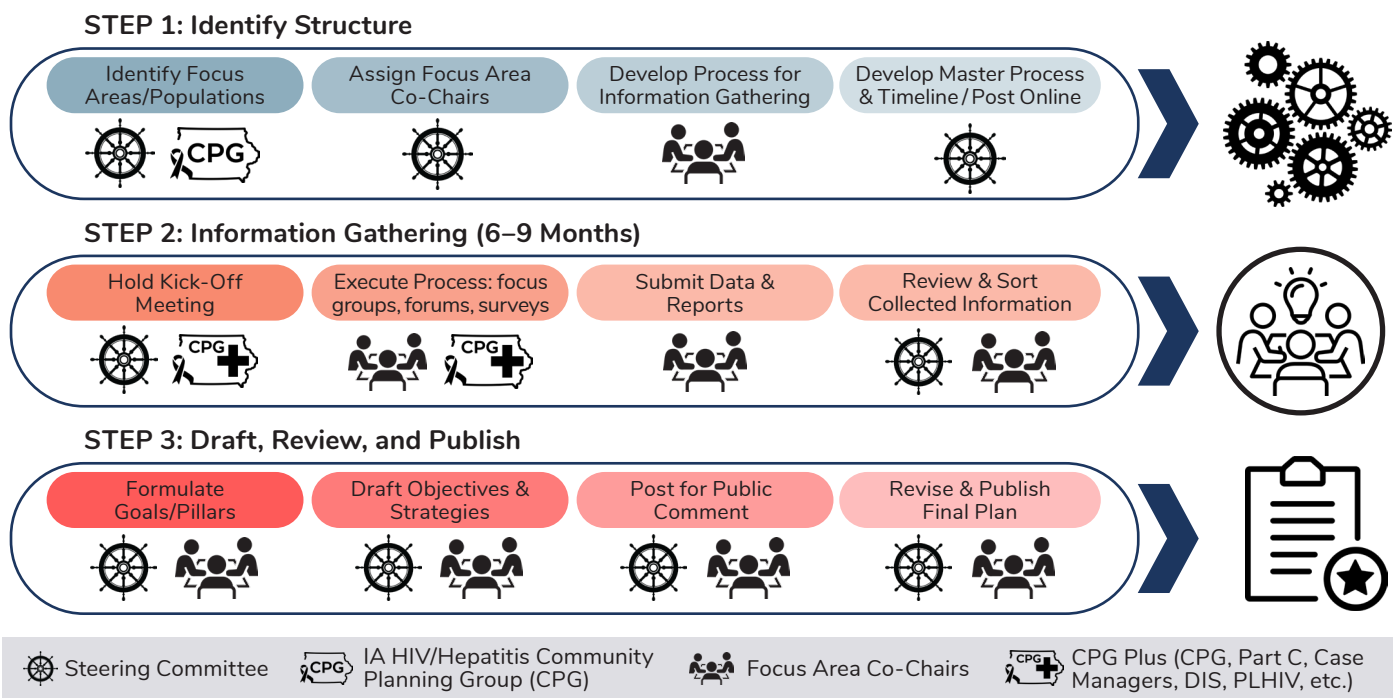 STEP 1: Identify Structure
Identify Focus
Areas/Populations
Assign Focus Area
Co-Chairs
Develop Process for
Information Gathering
Develop Master Process
& Timeline/Post Online
CPG
STEP 2: Information Gathering (6–9 Months)
Hold Kick-Off
Meeting
Execute Process: focus
groups, forums, surveys
Submit Data &
Reports
Review & Sort
Collected Information
CPG
CPG
STEP 3: Draft, Review, and Publish
Formulate
Goals/Pillars
Draft Objectives &
Strategies
Post for Public
Comment
Revise & Publish
Final Plan
Steering Committee
CPG
IA HIV/Hepatitis Community
Planning Group (CPG)
Focus Area Co-Chairs
CPG
CPG Plus (CPG, Part C, Case
Managers, DIS, PLHIV, etc.)